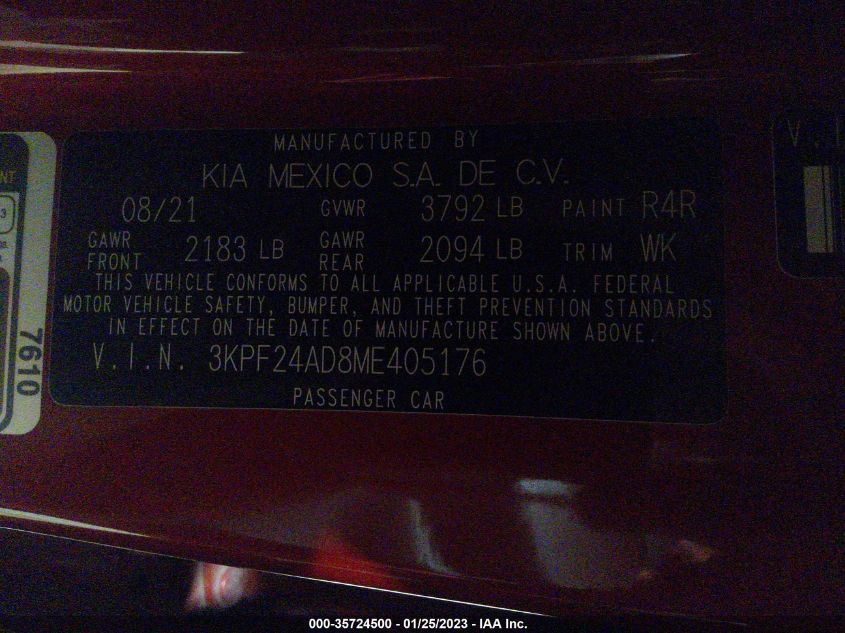 MANUFACTURED BY
KIA MEXICO S.A. DE C.V.
08/21 GVWR 3792 LB PAINT R4R
GAWR FRONT 2183 LB GAWR REAR 2094 LB TRIM WK
THIS VEHICLE CONFORMS TO ALL APPLICABLE U.S.A. FEDERAL
MOTOR VEHICLE SAFETY, BUMPER, AND THEFT PREVENTION STANDARDS
IN EFFECT ON THE DATE OF MANUFACTURE SHOWN ABOVE.
V.I.N. 3KPF24AD8ME405176
PASSENGER CAR
7610
NT
3
V.I
000-35724500 - 01/25/2023 - IAA Inc.